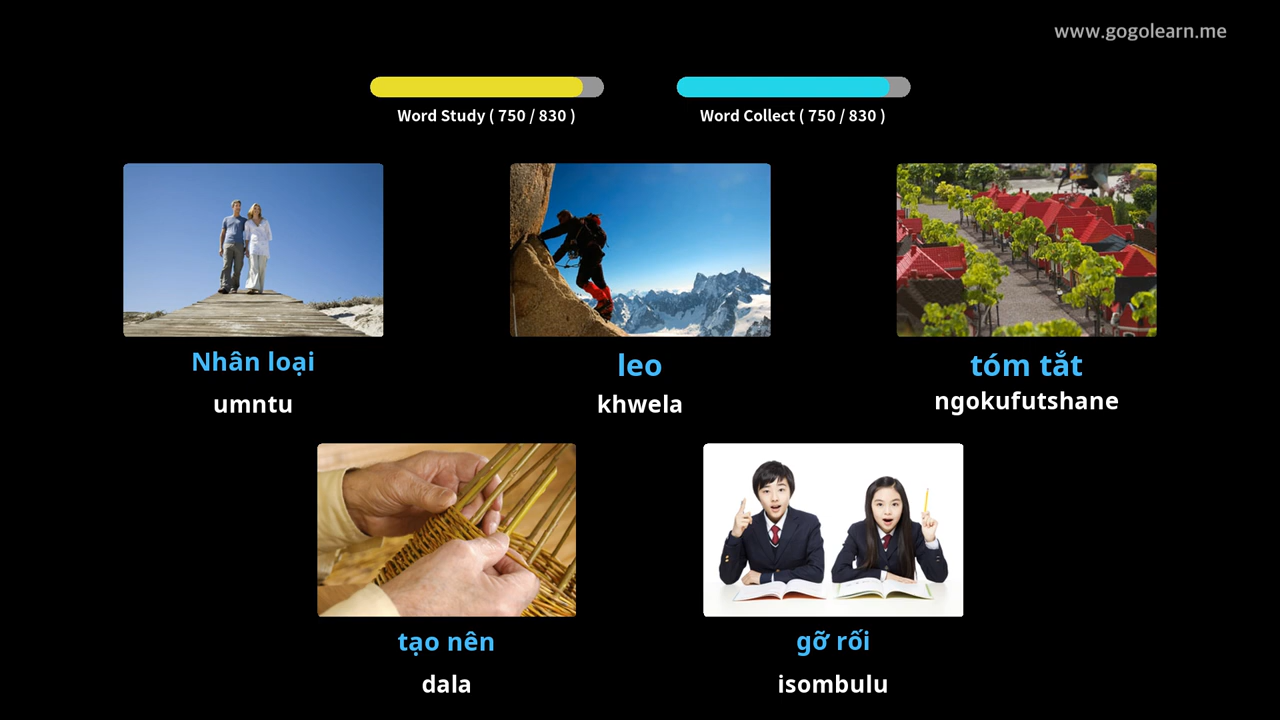 www.gogolearn.me
Word Study ( 750 / 830 )
Word Collect ( 750 / 830 )
Nhân loại
umntu
leo
khwela
tóm tắt
ngokufutshane
tạo nên
dala
gỡ rối
isombulu